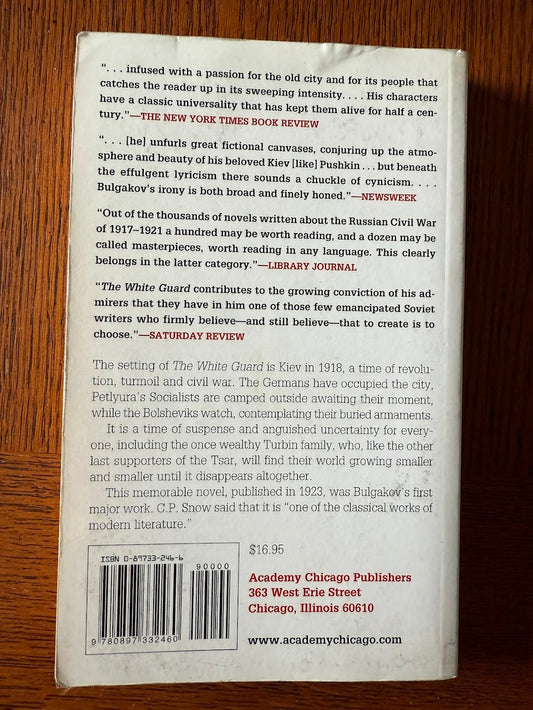 “. . . infused with a passion for the old city and for its people that
catches the reader up in its sweeping intensity. . . . His characters
have a classic universality that has kept them alive for half a cen-
tury.”—THE NEW YORK TIMES BOOK REVIEW
“. . . [he] unfurls great fictional canvases, conjuring up the atmo-
sphere and beauty of his beloved Kiev [like] Pushkin . . . but beneath
the effulgent lyricism there sounds a chuckle of cynicism. . . .
Bulgakov’s irony is both broad and finely honed.”—NEWSWEEK
“Out of the thousands of novels written about the Russian Civil War
of 1917–1921 a hundred may be worth reading, and a dozen may be
called masterpieces, worth reading in any language. This clearly
belongs in the latter category.”—LIBRARY JOURNAL
“The White Guard contributes to the growing conviction of his ad-
mirers that they have in him one of those few emancipated Soviet
writers who firmly believe—and still believe—that to create is to
choose.”—SATURDAY REVIEW
The setting of The White Guard is Kiev in 1918, a time of revolu-
tion, turmoil and civil war. The Germans have occupied the city,
Petlyura’s Socialists are camped outside awaiting their moment,
while the Bolsheviks watch, contemplating their buried armaments.
It is a time of suspense and anguished uncertainty for every-
one, including the once wealthy Turbin family, who, like the other
last supporters of the Tsar, will find their world growing smaller
and smaller until it disappears altogether.
This memorable novel, published in 1923, was Bulgakov’s first
major work. C.P. Snow said that it is “one of the classical works of
modern literature.”
ISBN 0-89733-246-6
90000
9 780897 332460
$16.95
Academy Chicago Publishers
363 West Erie Street
Chicago, Illinois 60610
www.academychicago.com